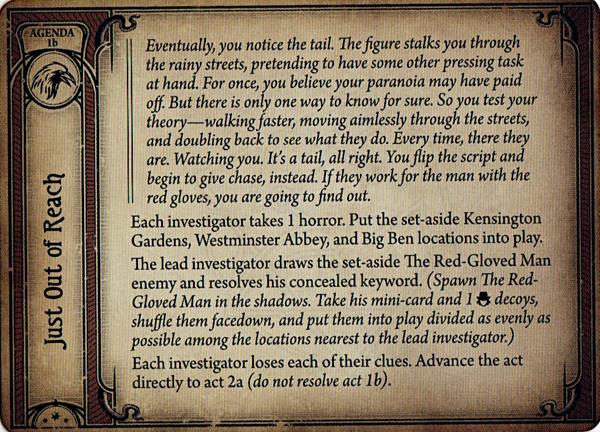 AGENDA
1b
Just Out of Reach
Eventually, you notice the tail. The figure stalks you through
the rainy streets, pretending to have some other pressing task
at hand. For once, you believe your paranoia may have paid
off. But there is only one way to know for sure. So you test your
theory—walking faster, moving aimlessly through the streets,
and doubling back to see what they do. Every time, there they
are. Watching you. It's a tail, all right. You flip the script and
begin to give chase, instead. If they work for the man with the
red gloves, you are going to find out.
Each investigator takes 1 horror. Put the set-aside Kensington
Gardens, Westminster Abbey, and Big Ben locations into play.
The lead investigator draws the set-aside The Red-Gloved Man
enemy and resolves his concealed keyword. (Spawn The Red-
Gloved Man in the shadows. Take his mini-card and 1 decoys,
shuffle them facedown, and put them into play divided as evenly as
possible among the locations nearest to the lead investigator.)
Each investigator loses each of their clues. Advance the act
directly to act 2a (do not resolve act 1b).